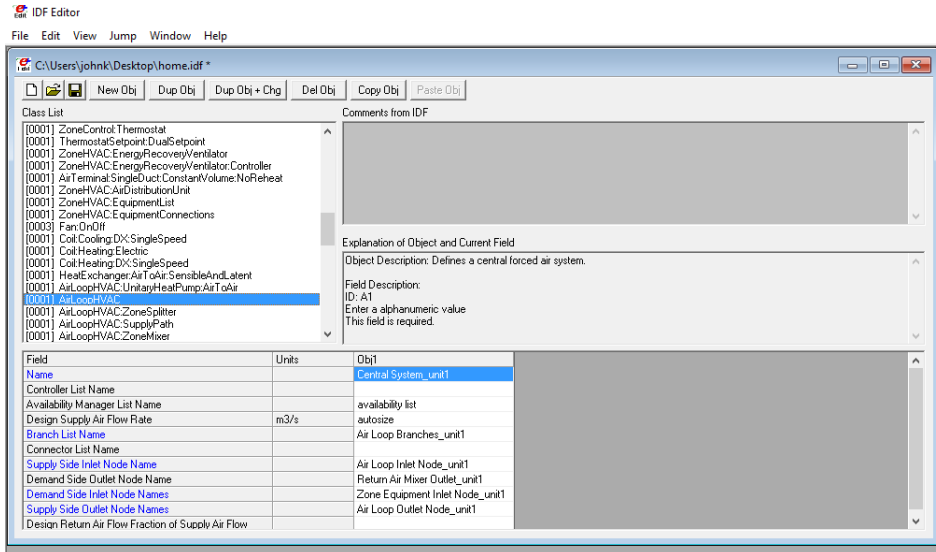 IDF Editor
File Edit View Jump Window Help
C:\Users\johnk\Desktop\home.idf *
New Obj Dup Obj Dup Obj + Chg Del Obj Copy Obj Paste Obj
Class List
[0001] ZoneControl:Thermostat
[0001] ThermostatSetpoint:DualSetpoint
[0001] ZoneHVAC:EnergyRecoveryVentilator
[0001] ZoneHVAC:EnergyRecoveryVentilator:Controller
[0001] AirTerminal:SingleDuct:ConstantVolume:NoReheat
[0001] ZoneHVAC:AirDistributionUnit
[0001] ZoneHVAC:EquipmentList
[0001] ZoneHVAC:EquipmentConnections
[0003] Fan:OnOff
[0001] Coil:Cooling:DX:SingleSpeed
[0001] Coil:Heating:Electric
[0001] Coil:Heating:DX:SingleSpeed
[0001] HeatExchanger:AirToAir:SensibleAndLatent
[0001] AirLoopHVAC:UnitaryHeatPump:AirToAir
[0001] AirLoopHVAC
[0001] AirLoopHVAC:ZoneSplitter
[0001] AirLoopHVAC:SupplyPath
[0001] AirLoopHVAC:ZoneMixer
Comments from IDF
Explanation of Object and Current Field
Object Description: Defines a central forced air system.
Field Description:
ID: A1
Enter a alphanumeric value
This field is required.
Field Units Obj1
Name Central System_unit1
Controller List Name
Availability Manager List Name availability list
Design Supply Air Flow Rate m3/s autosize
Branch List Name Air Loop Branches_unit1
Connector List Name
Supply Side Inlet Node Name Air Loop Inlet Node_unit1
Demand Side Outlet Node Name Return Air Mixer Outlet_unit1
Demand Side Inlet Node Names Zone Equipment Inlet Node_unit1
Supply Side Outlet Node Names Air Loop Outlet Node_unit1
Design Return Air Flow Fraction of Supply Air Flow